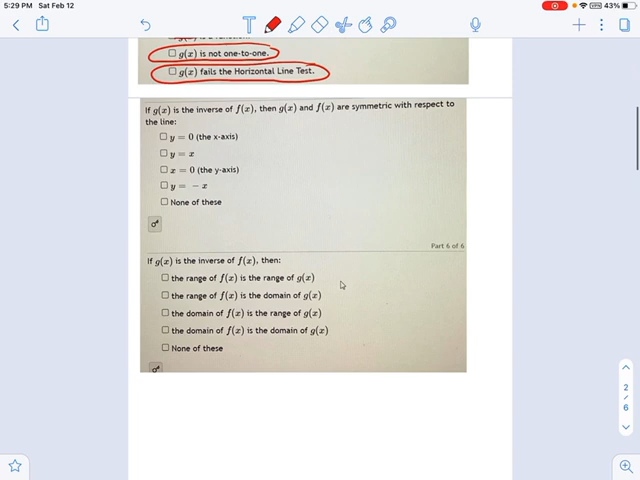 5:29 PM Sat Feb 12
VPN 43%
T
g(x) is not one-to-one.
g(x) fails the Horizontal Line Test.
If g(x) is the inverse of f(x), then g(x) and f(x) are symmetric with respect to
the line:
y = 0 (the x-axis)
y = x
x = 0 (the y-axis)
y = − x
None of these
Part 6 of 6
If g(x) is the inverse of f(x), then:
the range of f(x) is the range of g(x)
the range of f(x) is the domain of g(x)
the domain of f(x) is the range of g(x)
the domain of f(x) is the domain of g(x)
None of these
2
/
6